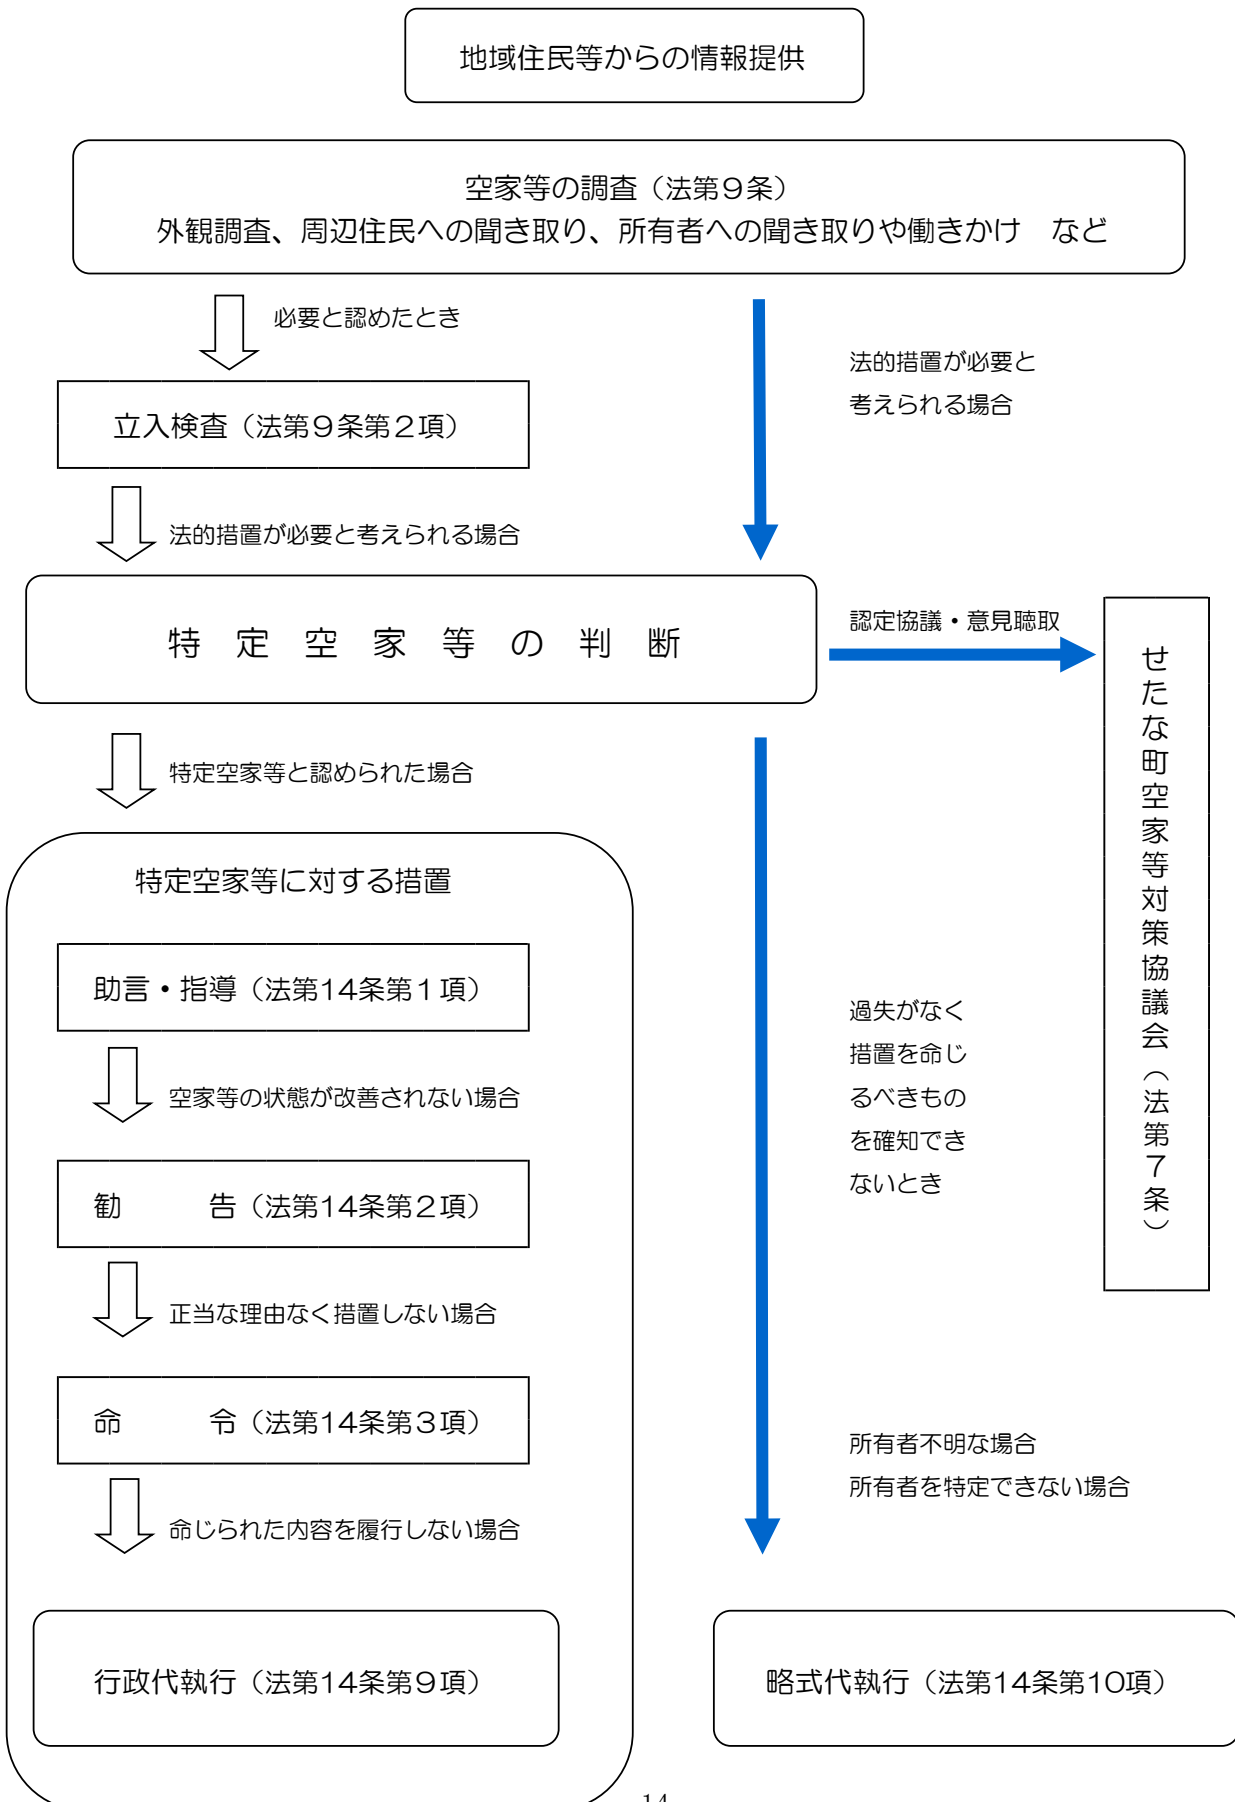 地域住民等からの情報提供
空家等の調査（法第９条）
外観調査、周辺住民への聞き取り、所有者への聞き取りや働きかけ　など
必要と認めたとき
法的措置が必要と
考えられる場合
立入検査（法第９条第２項）
法的措置が必要と考えられる場合
特　定　空　家　等　の　判　断
認定協議・意見聴取
せたな町空家等対策協議会（法第７条）
特定空家等と認められた場合
特定空家等に対する措置
助言・指導（法第14条第１項）
空家等の状態が改善されない場合
勧　　　告（法第14条第２項）
正当な理由なく措置しない場合
命　　　令（法第14条第３項）
命じられた内容を履行しない場合
行政代執行（法第14条第９項）
過失がなく
措置を命じ
るべきもの
を確知でき
ないとき
所有者不明な場合
所有者を特定できない場合
略式代執行（法第14条第10項）
14